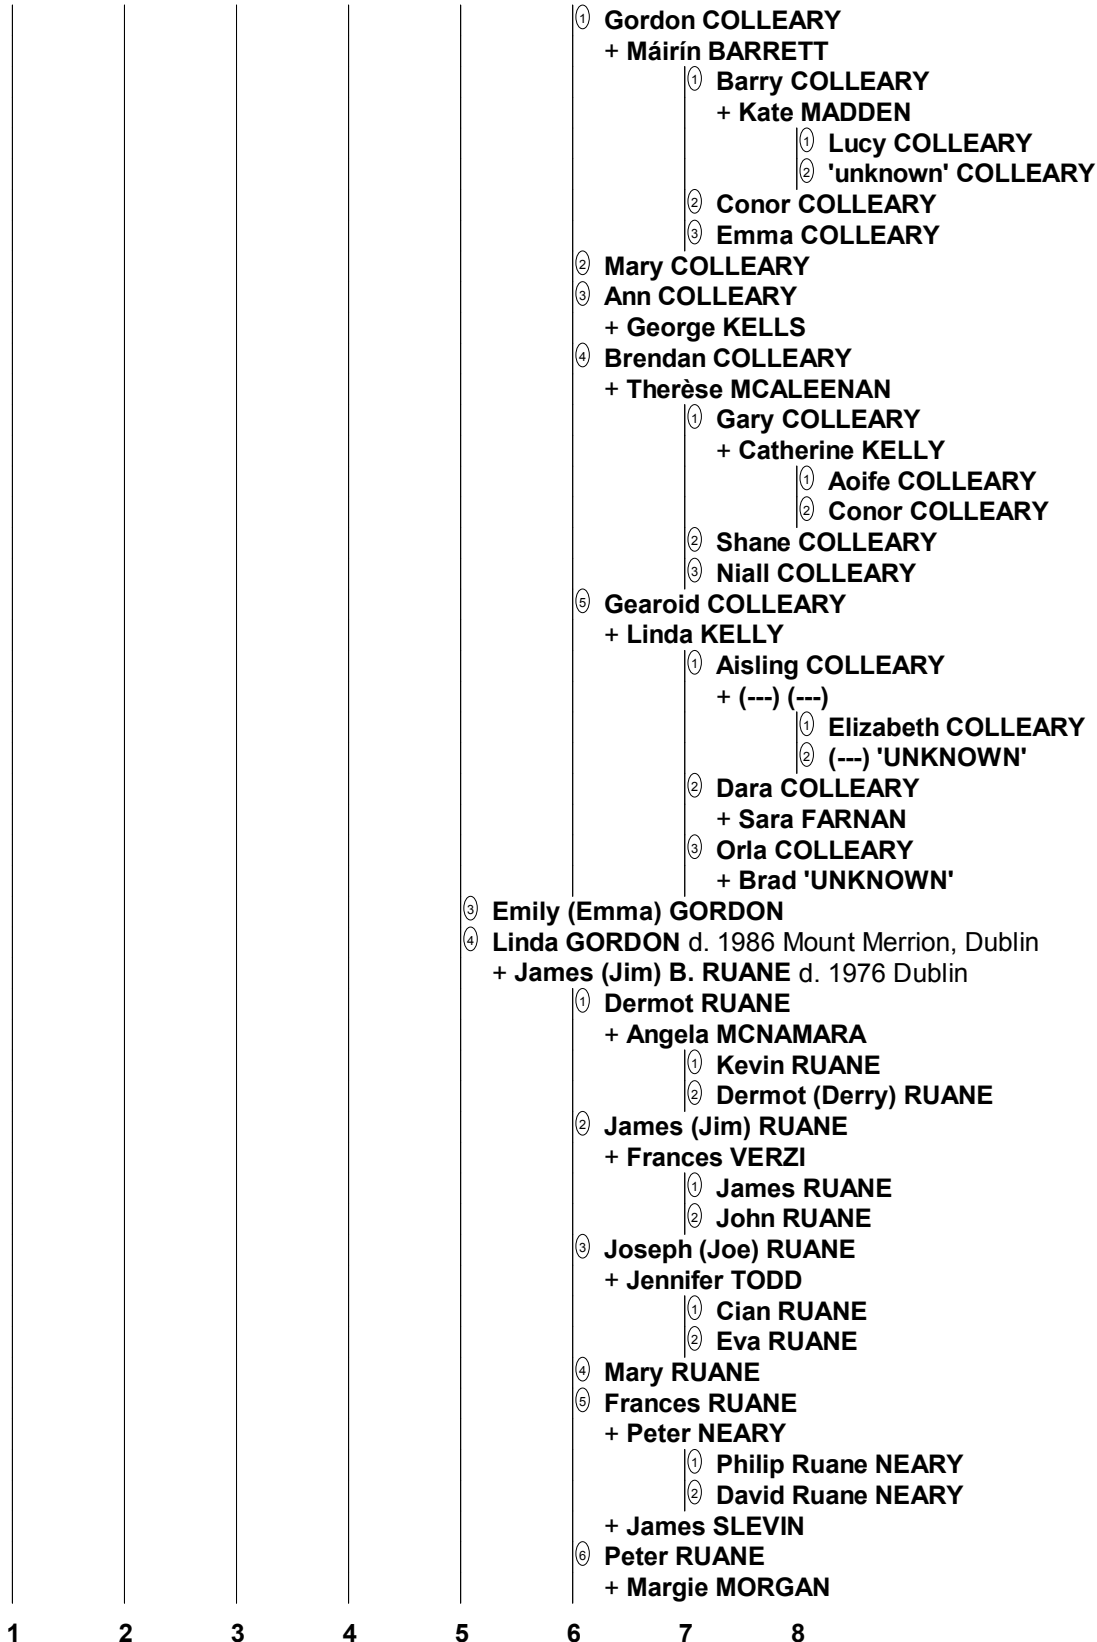 ① Gordon COLLEARY
+ Máirín BARRETT
① Barry COLLEARY
+ Kate MADDEN
① Lucy COLLEARY
② 'unknown' COLLEARY
② Conor COLLEARY
③ Emma COLLEARY
② Mary COLLEARY
③ Ann COLLEARY
+ George KELLS
④ Brendan COLLEARY
+ Therèse MCALEENAN
① Gary COLLEARY
+ Catherine KELLY
① Aoife COLLEARY
② Conor COLLEARY
② Shane COLLEARY
③ Niall COLLEARY
⑤ Gearoid COLLEARY
+ Linda KELLY
① Aisling COLLEARY
+ (---) (---)
① Elizabeth COLLEARY
② (---) 'UNKNOWN'
② Dara COLLEARY
+ Sara FARNAN
③ Orla COLLEARY
+ Brad 'UNKNOWN'
③ Emily (Emma) GORDON
④ Linda GORDON d. 1986 Mount Merrion, Dublin
+ James (Jim) B. RUANE d. 1976 Dublin
① Dermot RUANE
+ Angela MCNAMARA
① Kevin RUANE
② Dermot (Derry) RUANE
② James (Jim) RUANE
+ Frances VERZI
① James RUANE
② John RUANE
③ Joseph (Joe) RUANE
+ Jennifer TODD
① Cian RUANE
② Eva RUANE
④ Mary RUANE
⑤ Frances RUANE
+ Peter NEARY
① Philip Ruane NEARY
② David Ruane NEARY
+ James SLEVIN
⑥ Peter RUANE
+ Margie MORGAN
1 2 3 4 5 6 7 8